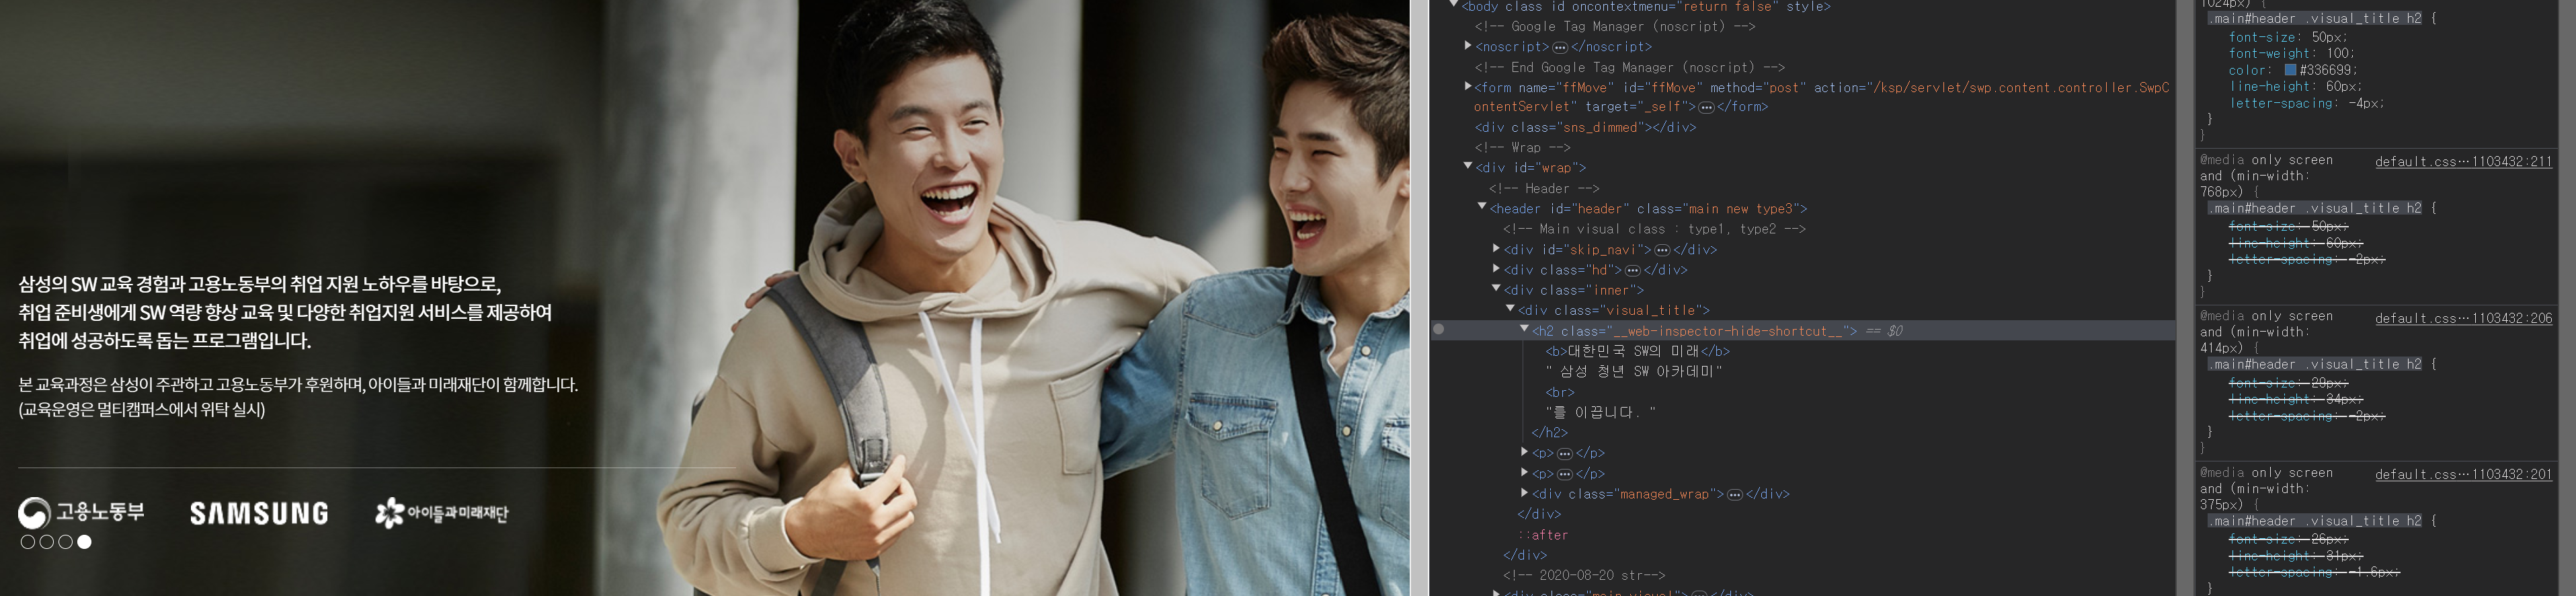 삼성의 SW 교육 경험과 고용노동부의 취업 지원 노하우를 바탕으로,
취업 준비생에게 SW 역량 향상 교육 및 다양한 취업지원 서비스를 제공하여
취업에 성공하도록 돕는 프로그램입니다.
본 교육과정은 삼성이 주관하고 고용노동부가 후원하며, 아이들과 미래재단이 함께합니다.
(교육운영은 멀티캠퍼스에서 위탁 실시)
고용노동부 SAMSUNG 아이들과미래재단
<body class id oncontextmenu="return false" style>
<!-- Google Tag Manager (noscript) -->
<noscript>…</noscript>
<!-- End Google Tag Manager (noscript) -->
<form name="ffMove" id="ffMove" method="post" action="/ksp/servlet/swp.content.controller.SwpC
ontentServlet" target="_self">…</form>
<div class="sns_dimmed"></div>
<!-- Wrap -->
<div id="wrap">
<!-- Header -->
<header id="header" class="main new type3">
<!-- Main visual class : type1, type2 -->
<div id="skip_navi">…</div>
<div class="hd">…</div>
<div class="inner">
<div class="visual_title">
<h2 class="__web-inspector-hide-shortcut__"> == $0
<b>대한민국 SW의 미래</b>
" 삼성 청년 SW 아카데미"
<br>
"를 이끕니다. "
</h2>
<p>…</p>
<p>…</p>
<div class="managed_wrap">…</div>
</div>
::after
</div>
<!-- 2020-08-20 str-->
<div class="main_visual">…</div>
1024px) {
.main#header .visual_title h2 {
font-size: 50px;
font-weight: 100;
color: #336699;
line-height: 60px;
letter-spacing: -4px;
}
}
@media only screen default.css…1103432:211
and (min-width:
768px) {
.main#header .visual_title h2 {
font-size: 50px;
line-height: 60px;
letter-spacing: -2px;
}
}
@media only screen default.css…1103432:206
and (min-width:
414px) {
.main#header .visual_title h2 {
font-size: 29px;
line-height: 34px;
letter-spacing: -2px;
}
}
@media only screen default.css…1103432:201
and (min-width:
375px) {
.main#header .visual_title h2 {
font-size: 26px;
line-height: 31px;
letter-spacing: -1.6px;
}